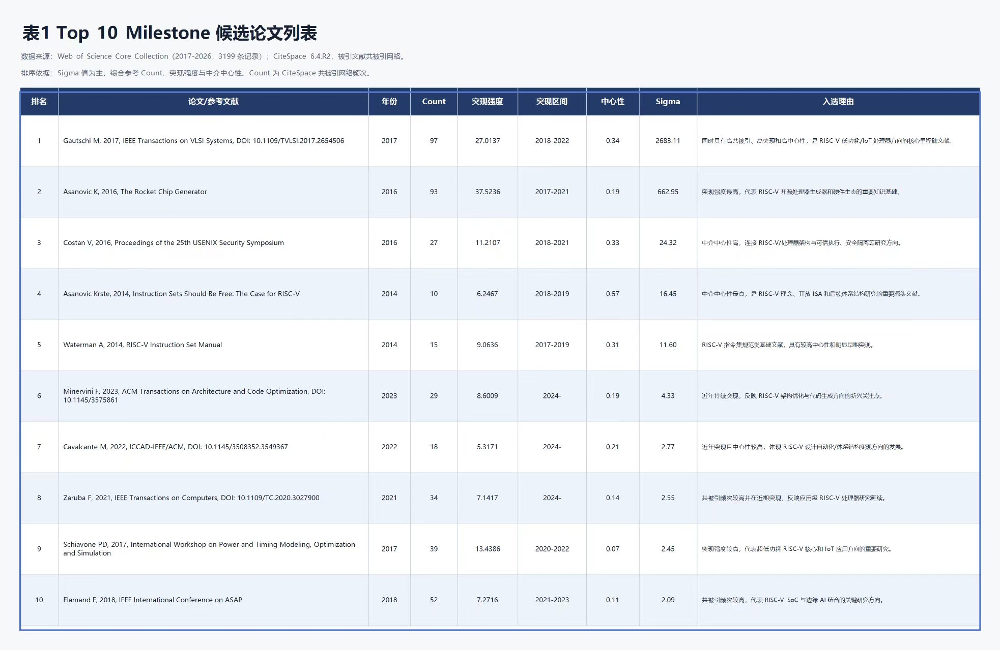 表1 Top 10 Milestone 候选论文列表
数据来源：Web of Science Core Collection（2017-2026，3199 条记录）；CiteSpace 6.4.R2，被引文献共被引网络。
排序依据：Sigma 值为主，综合参考 Count、突现强度与中介中心性。Count 为 CiteSpace 共被引网络频次。
排名 论文/参考文献 年份 Count 突现强度 突现区间 中心性 Sigma 入选理由
1 Gautschi M, 2017, IEEE Transactions on VLSI Systems, DOI: 10.1109/TVLSI.2017.2654506 2017 97 27.0137 2018-2022 0.34 2683.11 同时具有高共被引、高突现和高中心性，是 RISC-V 低功耗/IoT 处理器方向的核心里程碑文献。
2 Asanovic K, 2016, The Rocket Chip Generator 2016 93 37.5236 2017-2021 0.19 662.95 突现强度最高，代表 RISC-V 开源处理器生成器和硬件生态的重要知识基础。
3 Costan V, 2016, Proceedings of the 25th USENIX Security Symposium 2016 27 11.2107 2018-2021 0.33 24.32 中介中心性高，连接 RISC-V/处理器架构与可信执行、安全隔离等研究方向。
4 Asanovic Krste, 2014, Instruction Sets Should Be Free: The Case for RISC-V 2014 10 6.2467 2018-2019 0.57 16.45 中介中心性最高，是 RISC-V 理念、开放 ISA 和后续体系结构研究的重要源头文献。
5 Waterman A, 2014, RISC-V Instruction Set Manual 2014 15 9.0636 2017-2019 0.31 11.60 RISC-V 指令集规范类基础文献，具有较高中心性和明显早期突现。
6 Minervini F, 2023, ACM Transactions on Architecture and Code Optimization, DOI:
10.1145/3575861 2023 29 8.6009 2024- 0.19 4.33 近年持续突现，反映 RISC-V 架构优化与代码生成方向的新兴关注点。
7 Cavalcante M, 2022, ICCAD-IEEE/ACM, DOI: 10.1145/3508352.3549367 2022 18 5.3171 2024- 0.21 2.77 近年突现且中心性较高，体现 RISC-V 设计自动化/体系结构实现方向的发展。
8 Zaruba F, 2021, IEEE Transactions on Computers, DOI: 10.1109/TC.2020.3027900 2021 34 7.1417 2024- 0.14 2.55 共被引频次较高并在近期突现，反映应用级 RISC-V 处理器研究延续。
9 Schiavone PD, 2017, International Workshop on Power and Timing Modeling, Optimization
and Simulation 2017 39 13.4386 2020-2022 0.07 2.45 突现强度较高，代表超低功耗 RISC-V 核心和 IoT 应用方向的重要研究。
10 Flamand E, 2018, IEEE International Conference on ASAP 2018 52 7.2716 2021-2023 0.11 2.09 共被引频次较高，代表 RISC-V SoC 与边缘 AI 结合的关键研究方向。